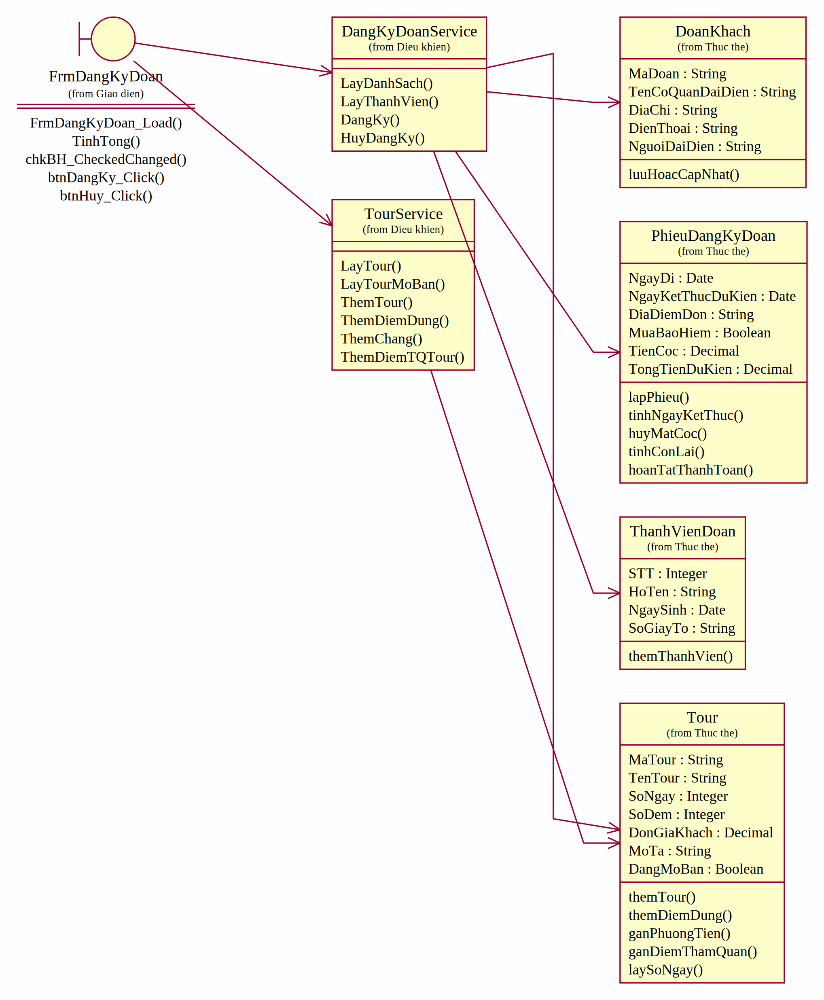 FrmDangKyDoan
(from Giao dien)
FrmDangKyDoan_Load()
TinhTong()
chkBH_CheckedChanged()
btnDangKy_Click()
btnHuy_Click()
DangKyDoanService
(from Dieu khien)
LayDanhSach()
LayThanhVien()
DangKy()
HuyDangKy()
TourService
(from Dieu khien)
LayTour()
LayTourMoBan()
ThemTour()
ThemDiemDung()
ThemChang()
ThemDiemTQTour()
DoanKhach
(from Thuc the)
MaDoan : String
TenCoQuanDaiDien : String
DiaChi : String
DienThoai : String
NguoiDaiDien : String
luuHoacCapNhat()
PhieuDangKyDoan
(from Thuc the)
NgayDi : Date
NgayKetThucDuKien : Date
DiaDiemDon : String
MuaBaoHiem : Boolean
TienCoc : Decimal
TongTienDuKien : Decimal
lapPhieu()
tinhNgayKetThuc()
huyMatCoc()
tinhConLai()
hoanTatThanhToan()
ThanhVienDoan
(from Thuc the)
STT : Integer
HoTen : String
NgaySinh : Date
SoGiayTo : String
themThanhVien()
Tour
(from Thuc the)
MaTour : String
TenTour : String
SoNgay : Integer
SoDem : Integer
DonGiaKhach : Decimal
MoTa : String
DangMoBan : Boolean
themTour()
themDiemDung()
ganPhuongTien()
ganDiemThamQuan()
laySoNgay()